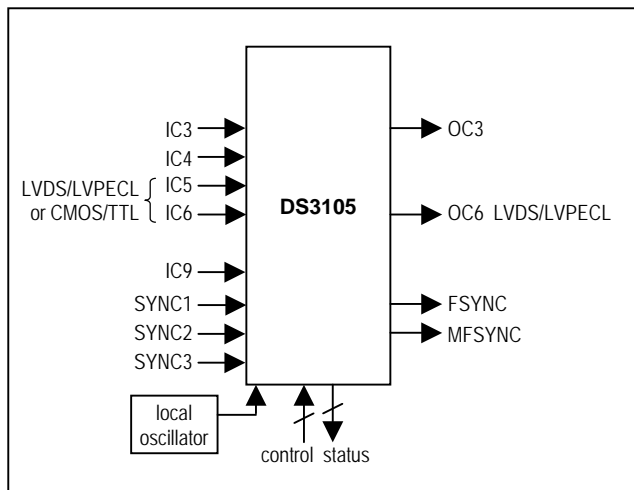 IC3
IC4
LVDS/LVPECL
or CMOS/TTL
IC5
IC6
IC9
SYNC1
SYNC2
SYNC3
DS3105
OC3
OC6 LVDS/LVPECL
FSYNC
MFSYNC
local
oscillator
control status